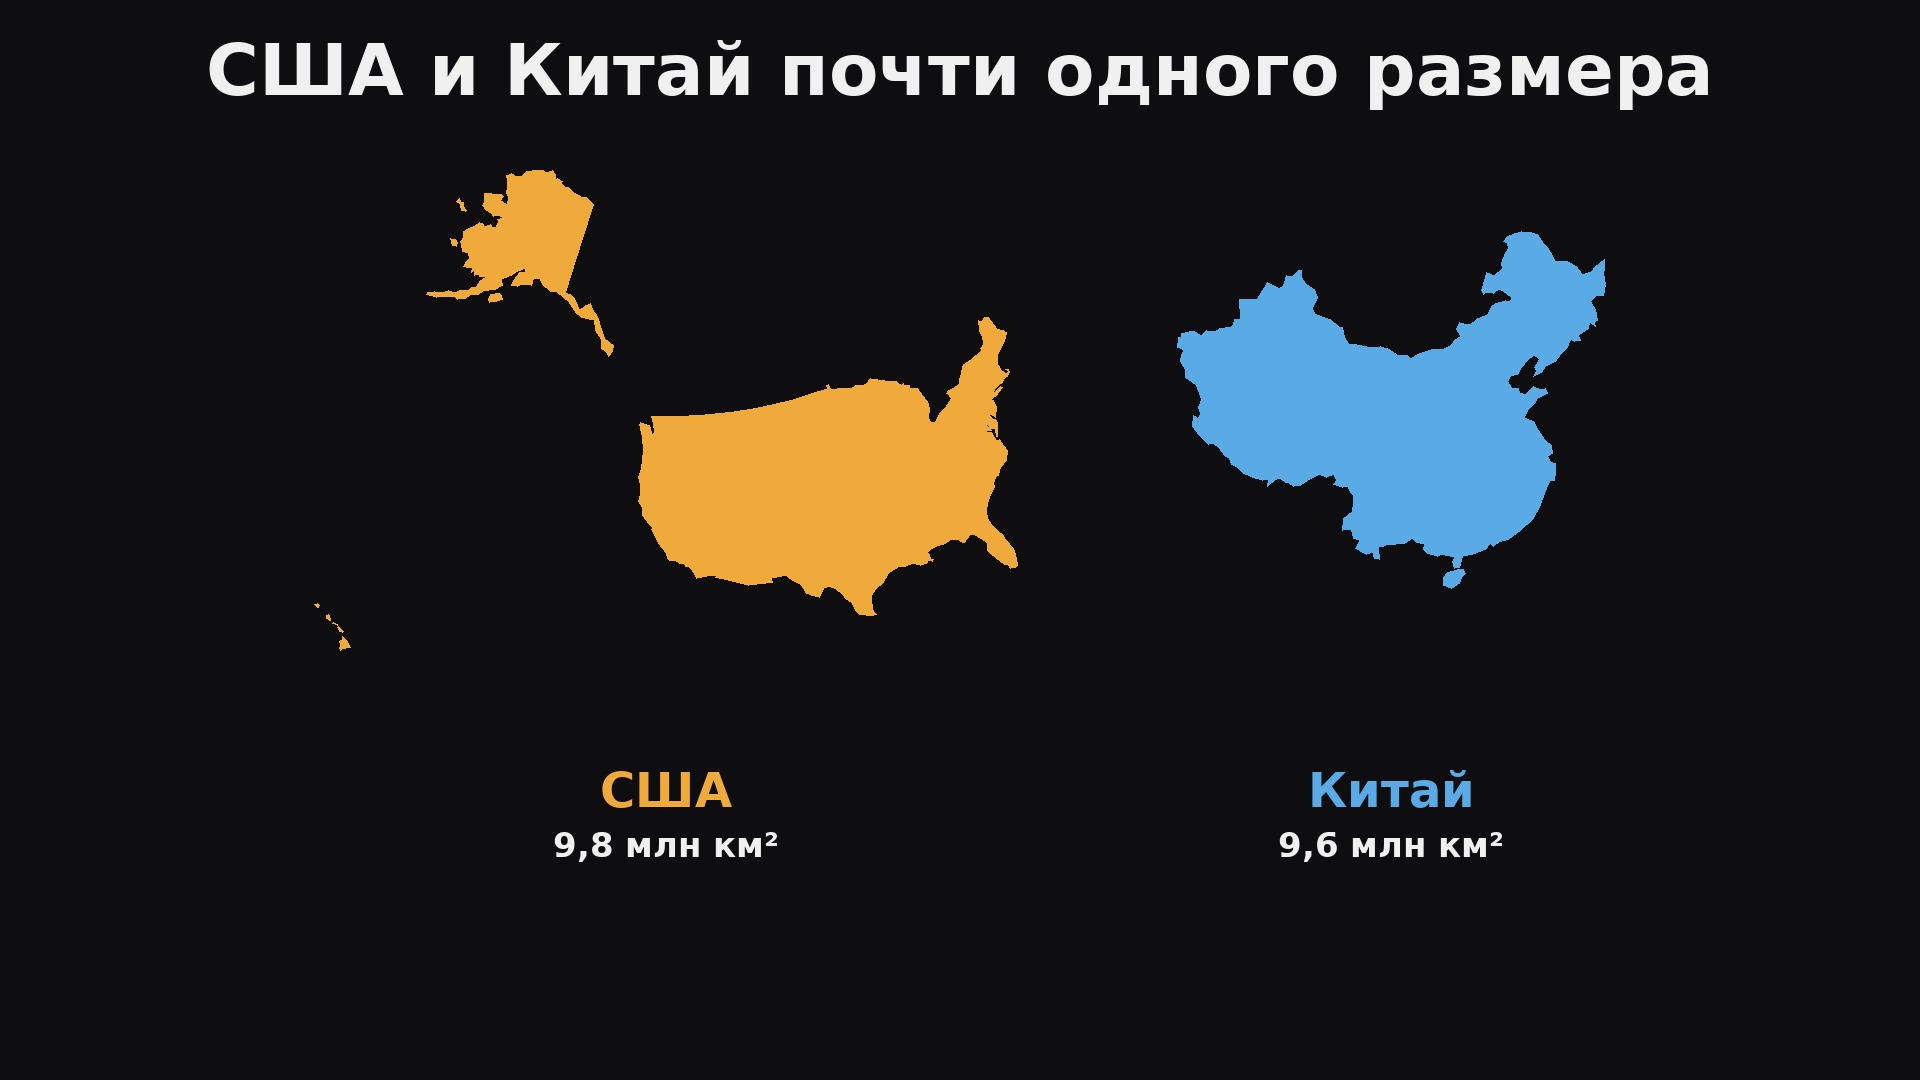 США и Китай почти одного размера
США
9,8 млн км²
Китай
9,6 млн км²